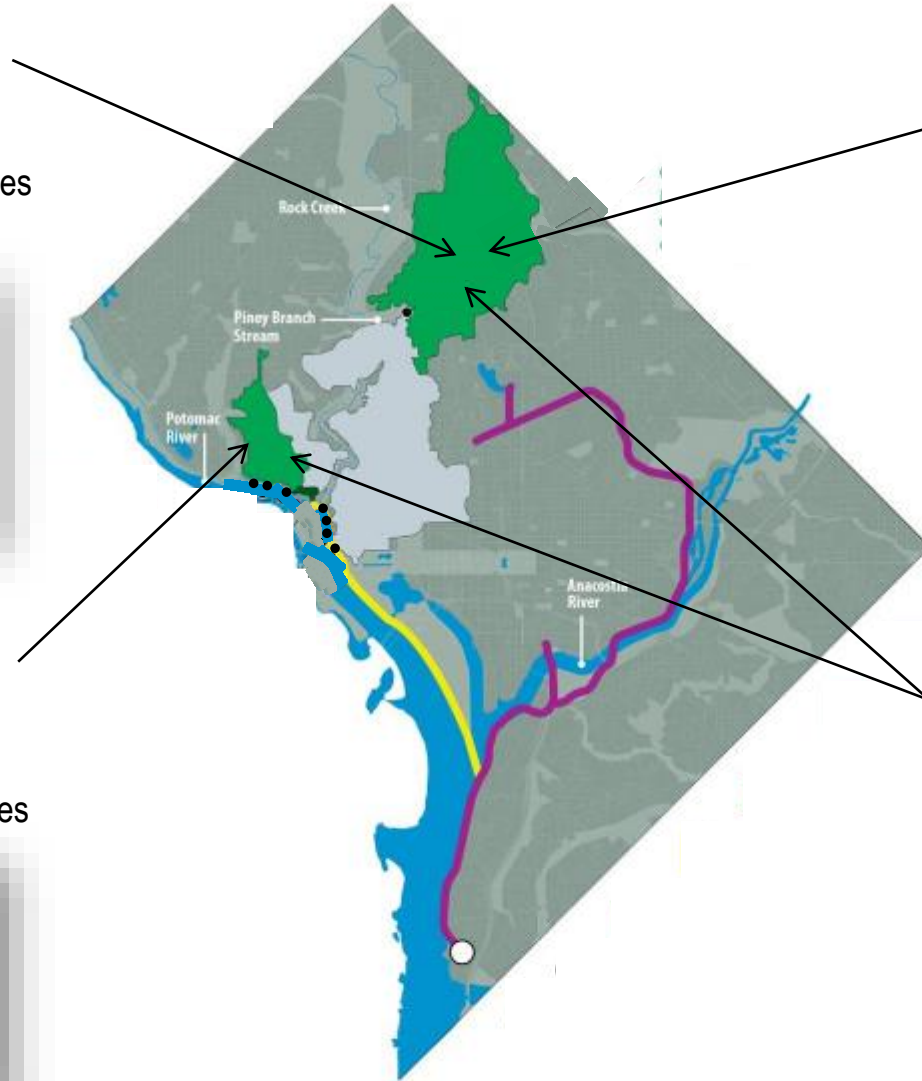 es
Rock Creek
Piney Branch
Stream
Potomac
River
Anacostia
River
es